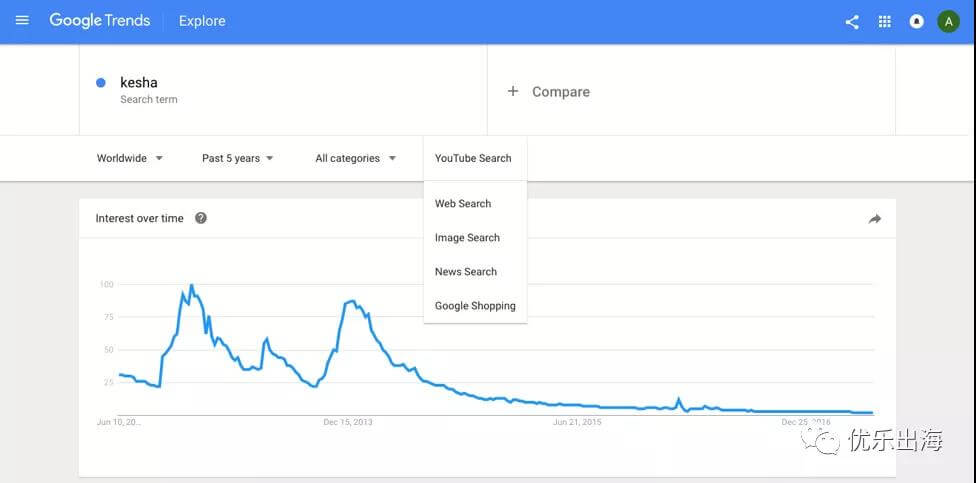 Google Trends Explore A
kesha
Search term
+ Compare
Worldwide Past 5 years All categories YouTube Search
Web Search
Image Search
News Search
Google Shopping
Interest over time ?
100
75
50
25
Jun 10, 20... Dec 15, 2013 Jun 21, 2015 Dec 25, 2016
优乐出海